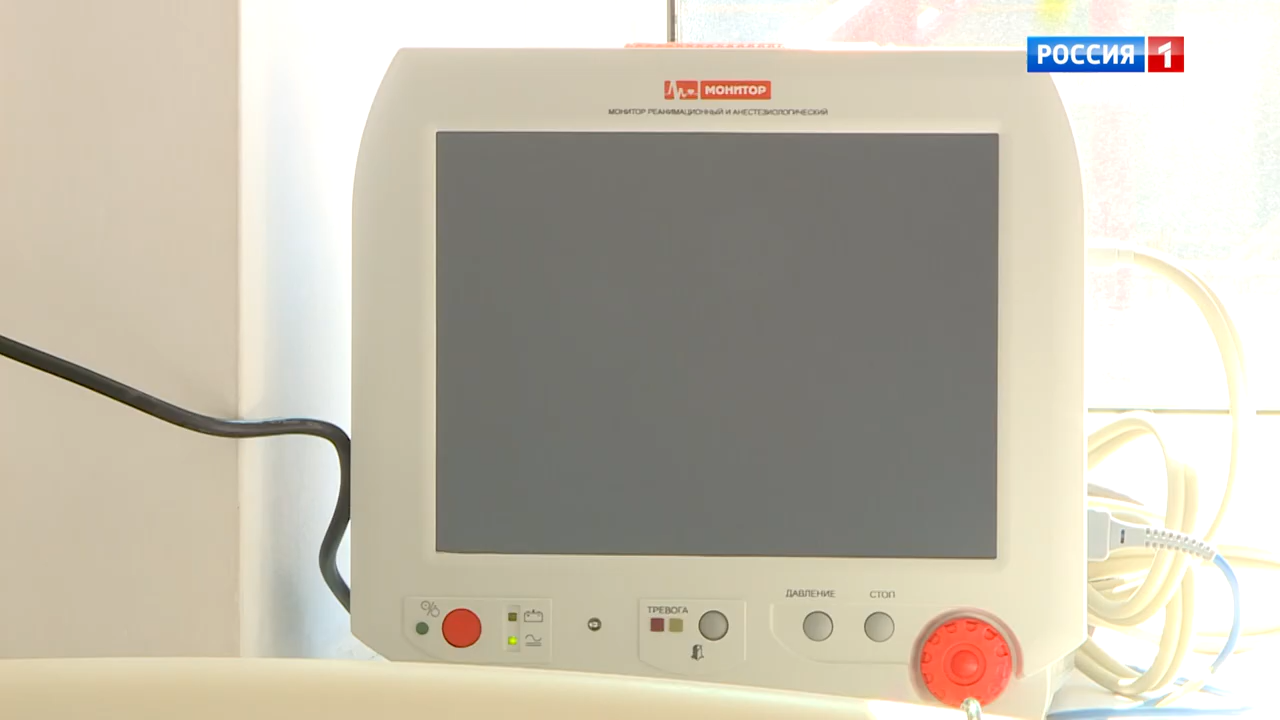 РОССИЯ 1
МОНИТОР
МОНИТОР РЕАНИМАЦИОННЫЙ И АНЕСТЕЗИОЛОГИЧЕСКИЙ
ТРЕВОГА
ДАВЛЕНИЕ
СТОП